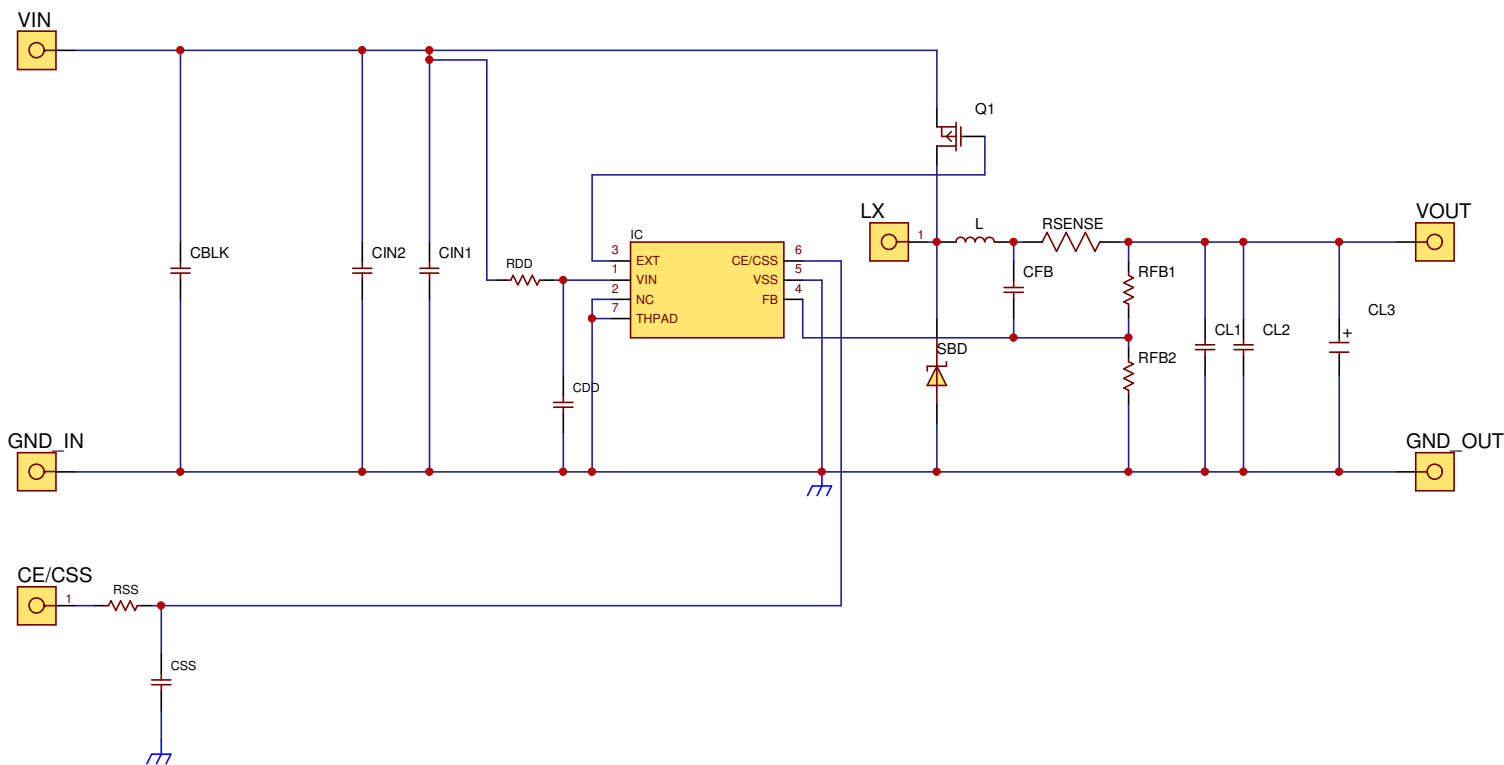 VIN
Q1
LX
1
L
RSENSE
VOUT
CBLK
CIN2
CIN1
RDD
IC
3
EXT
CE/CSS
6
1
VIN
VSS
5
2
NC
FB
4
7
THPAD
CFB
RFB1
CL3
+
CL1
CL2
SBD
RFB2
CDD
GND_IN
GND_OUT
CE/CSS
1
RSS
CSS